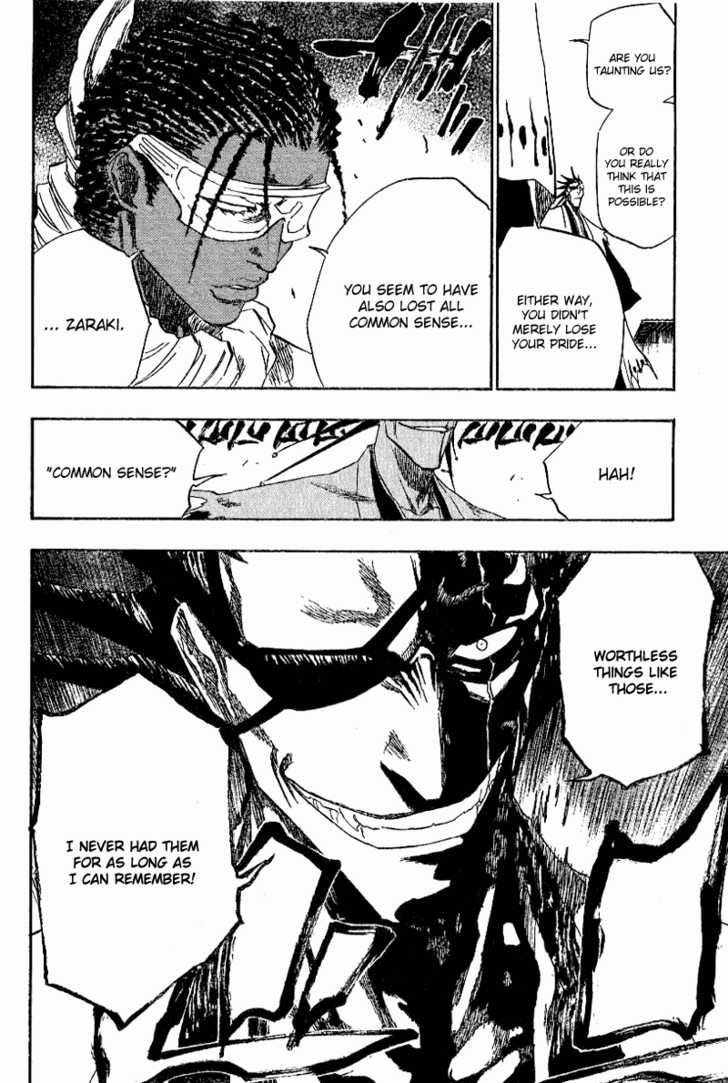 ARE YOU
TAUNTING US?
OR DO
YOU REALLY
THINK THAT
THIS IS
POSSIBLE?
EITHER WAY,
YOU DIDN'T
MERELY LOSE
YOUR PRIDE...
YOU SEEM TO HAVE
ALSO LOST ALL
COMMON SENSE...
... ZARAKI.
HAH!
"COMMON SENSE?"
WORTHLESS
THINGS LIKE
THOSE...
I NEVER HAD THEM
FOR AS LONG AS
I CAN REMEMBER!